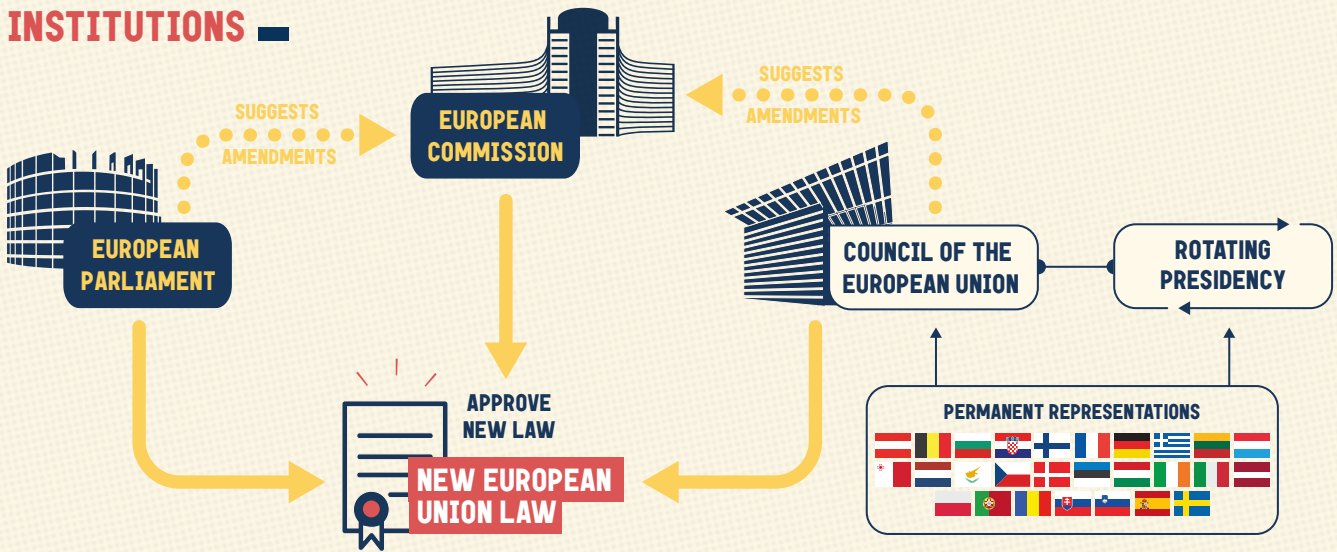 INSTITUTIONS
SUGGESTS
AMENDMENTS
EUROPEAN
COMMISSION
SUGGESTS
AMENDMENTS
EUROPEAN
PARLIAMENT
COUNCIL OF THE
EUROPEAN UNION
ROTATING
PRESIDENCY
APPROVE
NEW LAW
NEW EUROPEAN
UNION LAW
PERMANENT REPRESENTATIONS